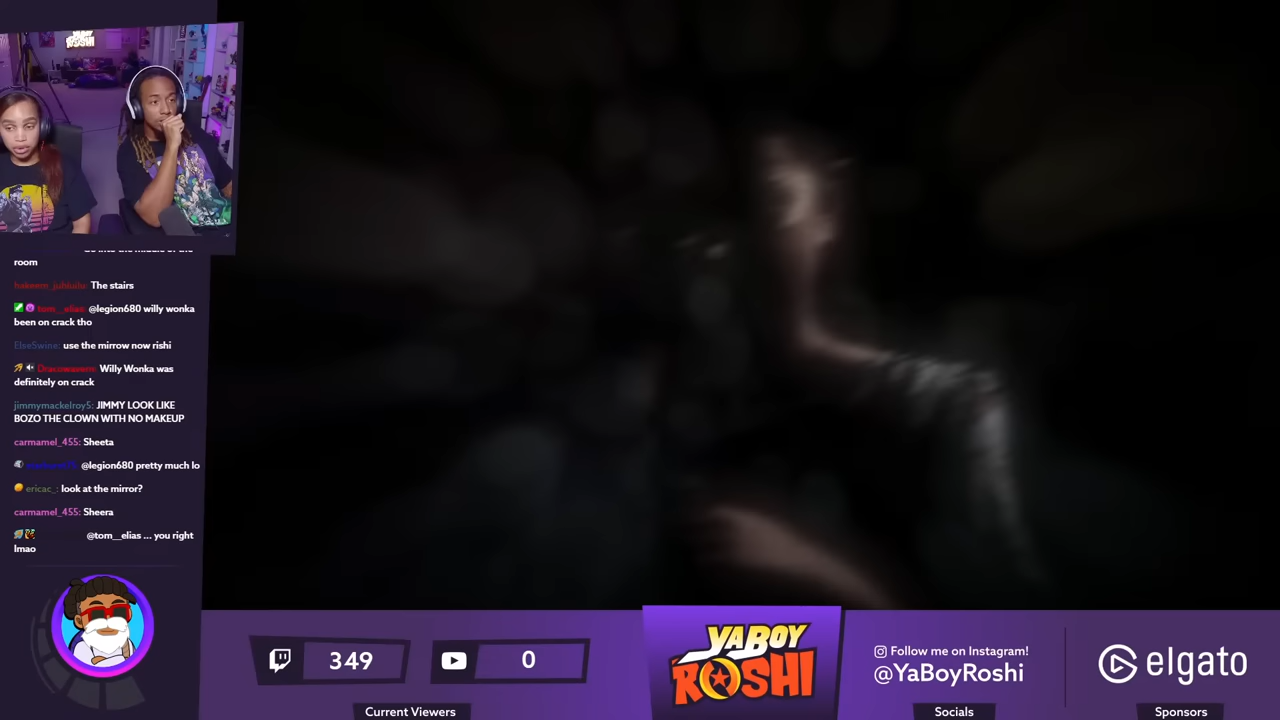 YABOY
ROSHI
room
The stairs
@legion680 willy wonka
been on crack tho
ElseSwine: use the mirrow now rishi
Willy Wonka was
definitely on crack
jimmymackelroy5: JIMMY LOOK LIKE
BOZO THE CLOWN WITH NO MAKEUP
carmamel_455: Sheeta
@legion680 pretty much lo
ericac_: look at the mirror?
carmamel_455: Sheera
@tom__elias ... you right
lmao
349
0
Current Viewers
YABOY
ROSHI
Follow me on Instagram!
@YaBoyRoshi
Socials
elgato
Sponsors